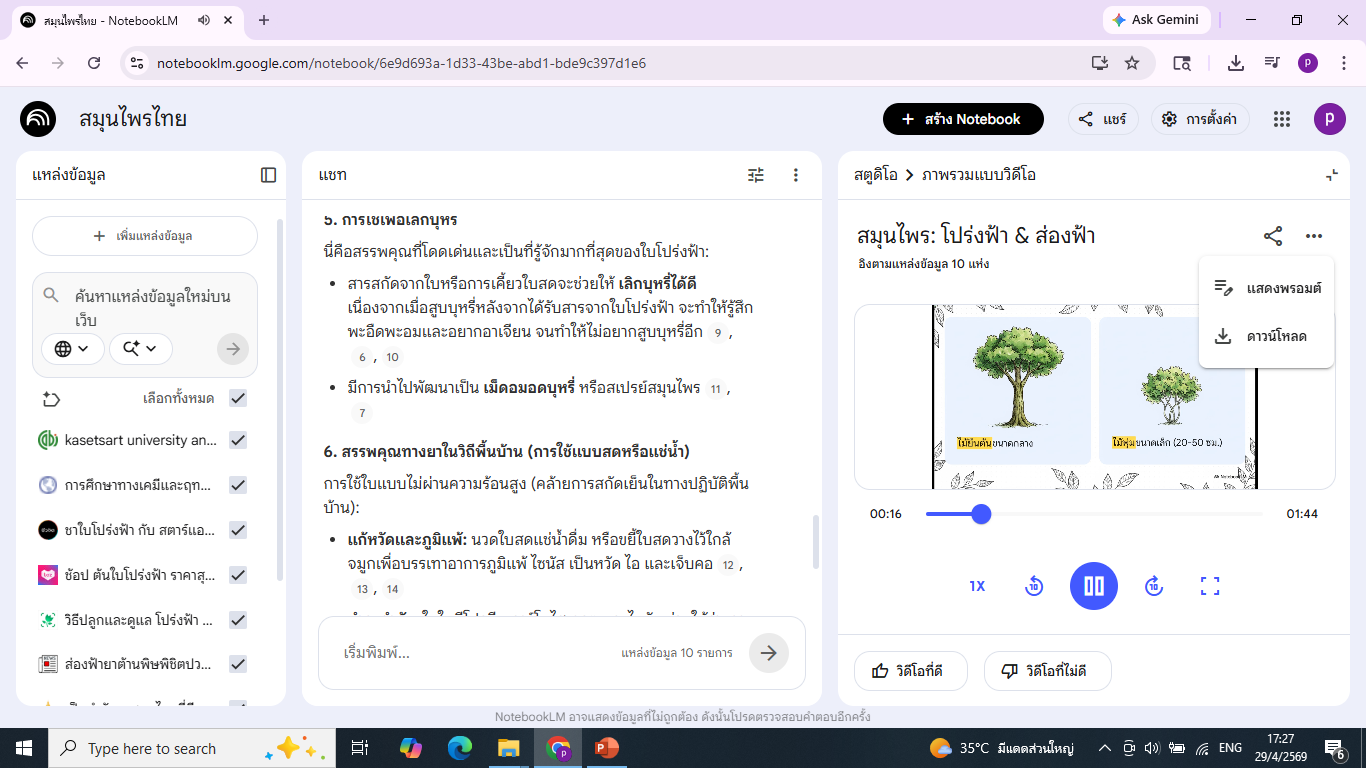 สมุนไพรไทย - NotebookLM
Ask Gemini
notebooklm.google.com/notebook/6e9d693a-1d33-43be-abd1-bde9c397d1e6
p
สมุนไพรไทย
สร้าง Notebook
แชร์
การตั้งค่า
p
แหล่งข้อมูล
เพิ่มแหล่งข้อมูล
ค้นหาแหล่งข้อมูลใหม่บน
เว็บ
เลือกทั้งหมด
kasetsart university an...
การศึกษาทางเคมีและฤท...
ชาใบโปร่งฟ้า กับ สตาร์แอ...
ช้อป ต้นใบโปร่งฟ้า ราคาสุ...
วิธีปลูกและดูแล โปร่งฟ้า ...
ส่องฟ้ายาต้านพิษพิชิตปว...
แชท
5. การใช้เพื่อเลิกบุหรี่
นี่คือสรรพคุณที่โดดเด่นและเป็นที่รู้จักมากที่สุดของใบโปร่งฟ้า:
• สารสกัดจากใบหรือการเคี้ยวใบสดจะช่วยให้ เลิกบุหรี่ได้ดี
เนื่องจากเมื่อสูบบุหรี่หลังจากได้รับสารจากใบโปร่งฟ้า จะทำให้รู้สึก
พะอืดพะอมและอยากอาเจียน จนทำให้ไม่อยากสูบบุหรี่อีก 9 ,
6 , 10
• มีการนำไปพัฒนาเป็น เม็ดอมอดบุหรี่ หรือสเปรย์สมุนไพร 11 ,
7
6. สรรพคุณทางยาในวิถีพื้นบ้าน (การใช้แบบสดหรือแช่น้ำ)
การใช้ใบแบบไม่ผ่านความร้อนสูง (คล้ายการสกัดเย็นในทางปฏิบัติพื้น
บ้าน):
• แก้หวัดและภูมิแพ้: นวดใบสดแช่น้ำดื่ม หรือขยี้ใบสดวางไว้ใกล้
จมูกเพื่อบรรเทาอาการภูมิแพ้ ไซนัส เป็นหวัด ไอ และเจ็บคอ 12 ,
13 , 14
เริ่มพิมพ์...
แหล่งข้อมูล 10 รายการ
สตูดิโอ > ภาพรวมแบบวิดีโอ
สมุนไพร: โปร่งฟ้า & ส่องฟ้า
อิงตามแหล่งข้อมูล 10 แห่ง
แสดงพรอมต์
ดาวน์โหลด
ไม้ยืนต้นขนาดกลาง
ไม้พุ่มขนาดเล็ก (20-50 ซม.)
00:16
01:44
1X
10
10
วิดีโอที่ดี
วิดีโอที่ไม่ดี
NotebookLM อาจแสดงข้อมูลที่ไม่ถูกต้อง ดังนั้นโปรดตรวจสอบคำตอบอีกครั้ง
Type here to search
35°C มีแดดส่วนใหญ่
ENG
17:27
29/4/2569
6